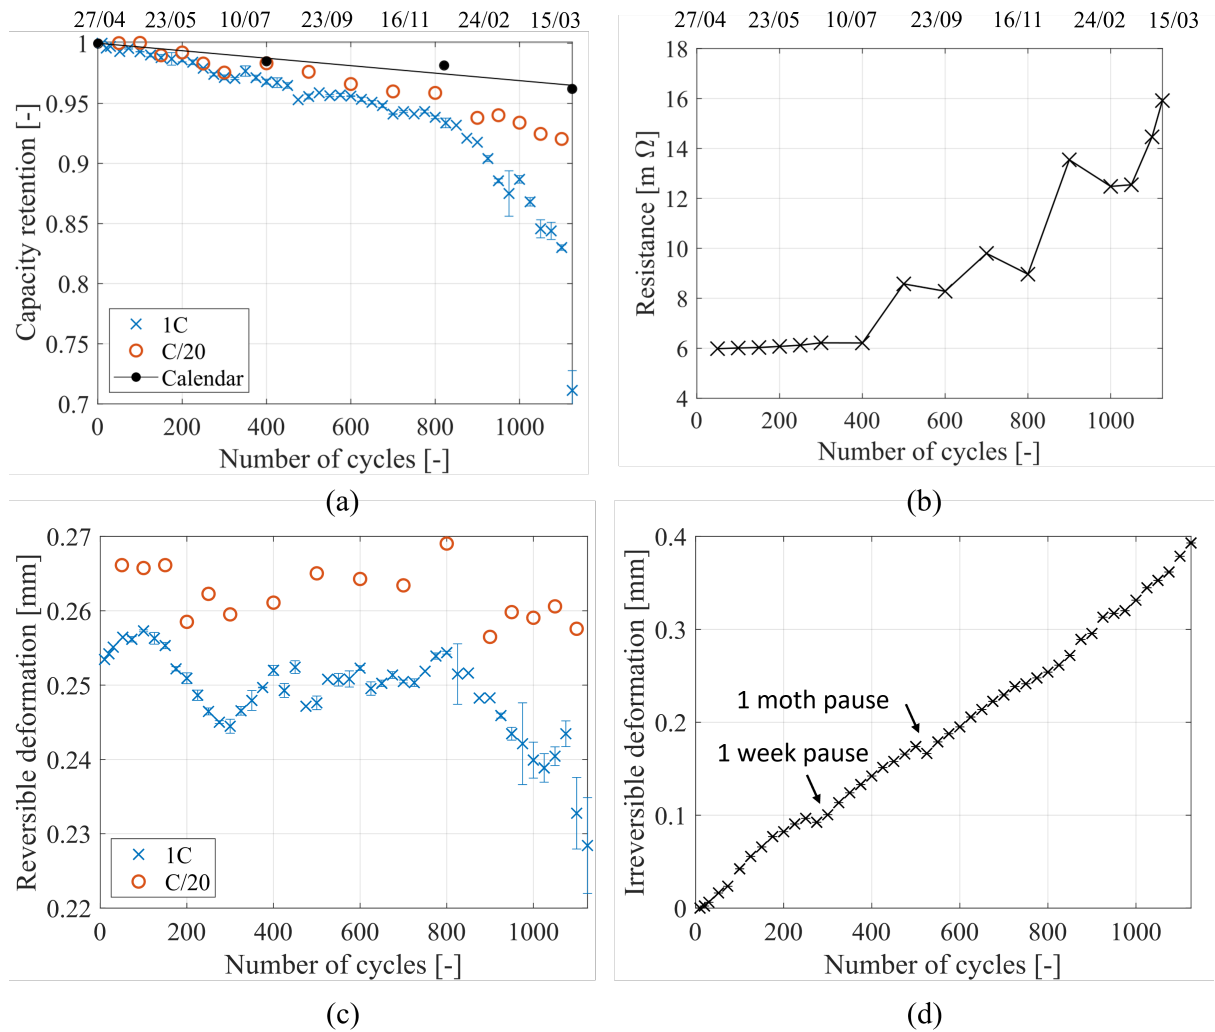 27/04 23/05 10/07 23/09 16/11 24/02 15/03
1
0.95
0.9
0.85
0.8
0.75
0.7
Capacity retention [-]
1C
C/20
Calendar
0 200 400 600 800 1000
Number of cycles [-]
(a)
27/04 23/05 10/07 23/09 16/11 24/02 15/03
18
16
14
12
10
8
6
4
Resistance [m Ω]
0 200 400 600 800 1000
Number of cycles [-]
(b)
0.27
0.26
0.25
0.24
0.23
0.22
Reversible deformation [mm]
1C
C/20
0 200 400 600 800 1000
Number of cycles [-]
(c)
0.4
0.3
0.2
0.1
0
Irreversible deformation [mm]
1 moth pause
1 week pause
0 200 400 600 800 1000
Number of cycles [-]
(d)